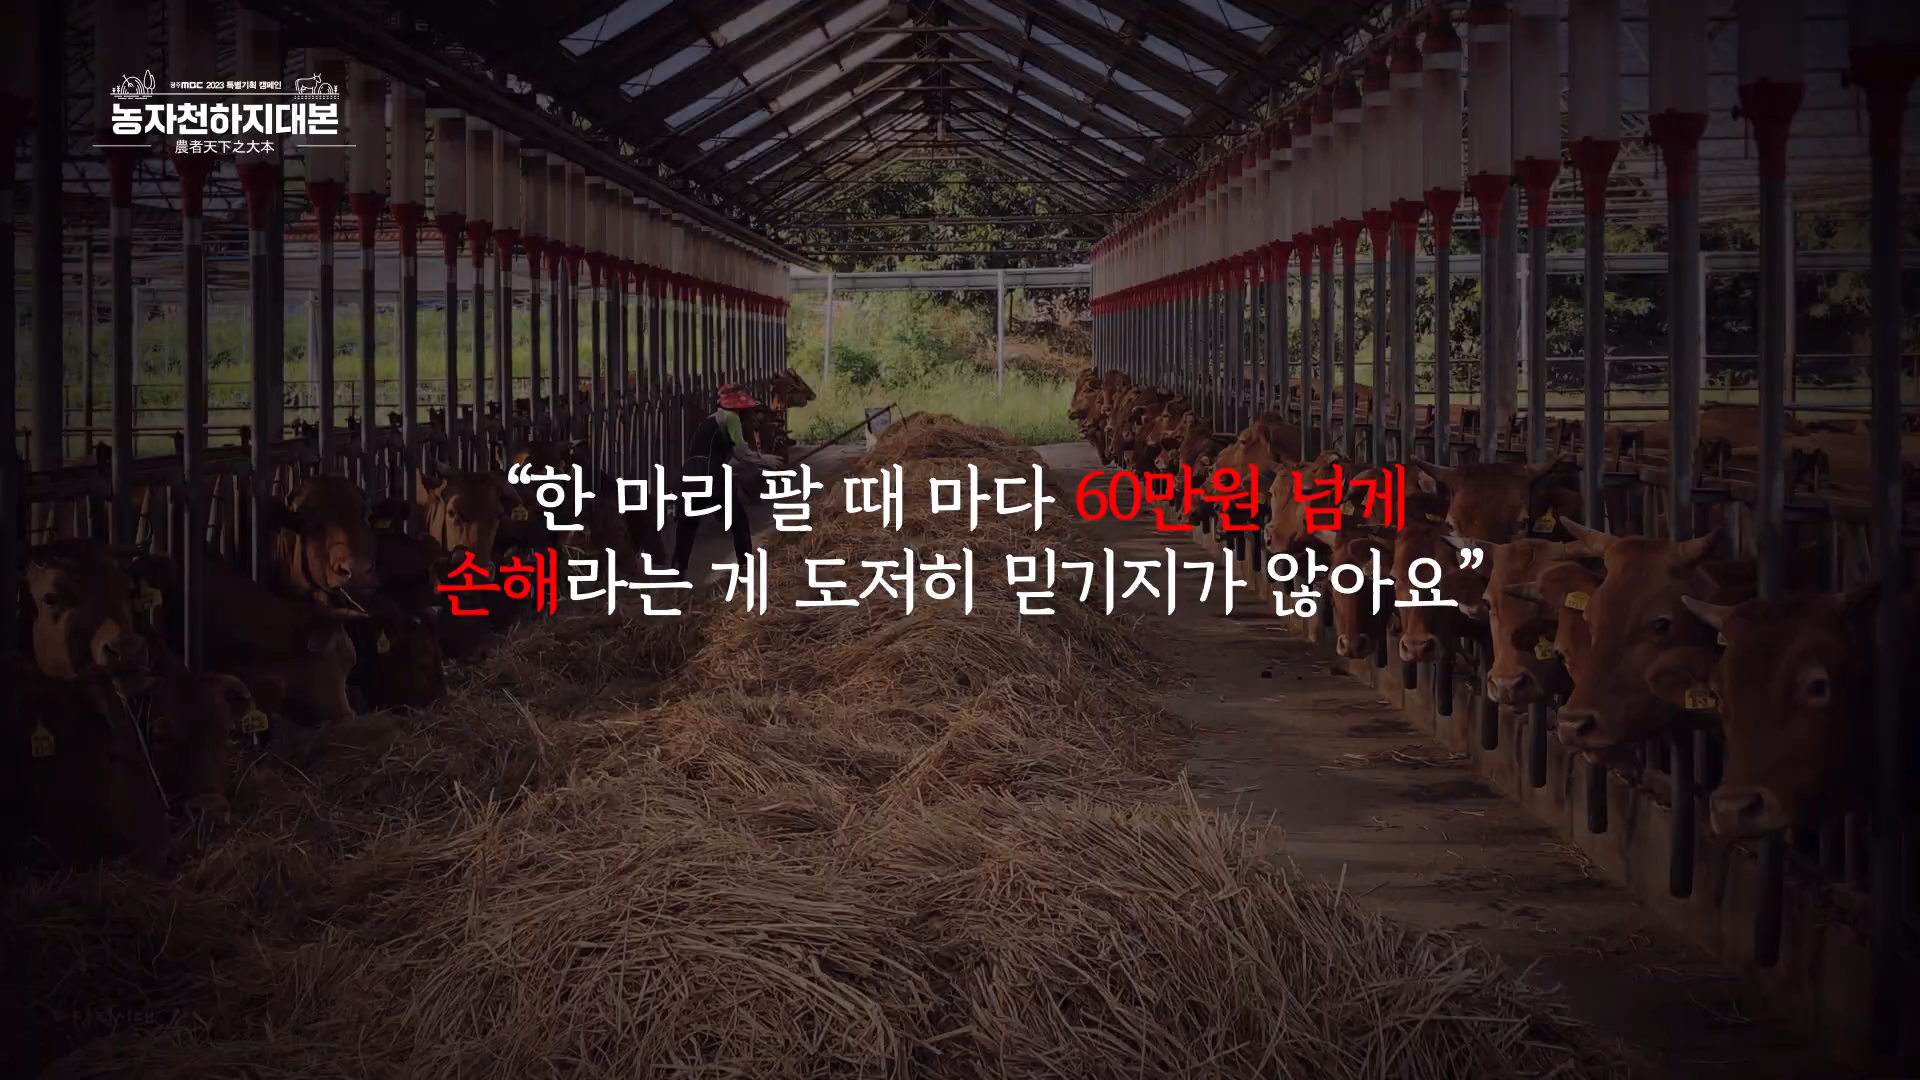 광주MBC 2023 특별기획 캠페인
농자천하지대본
農者天下之大本
“한 마리 팔 때 마다 60만원 넘게
손해라는 게 도저히 믿기지가 않아요”